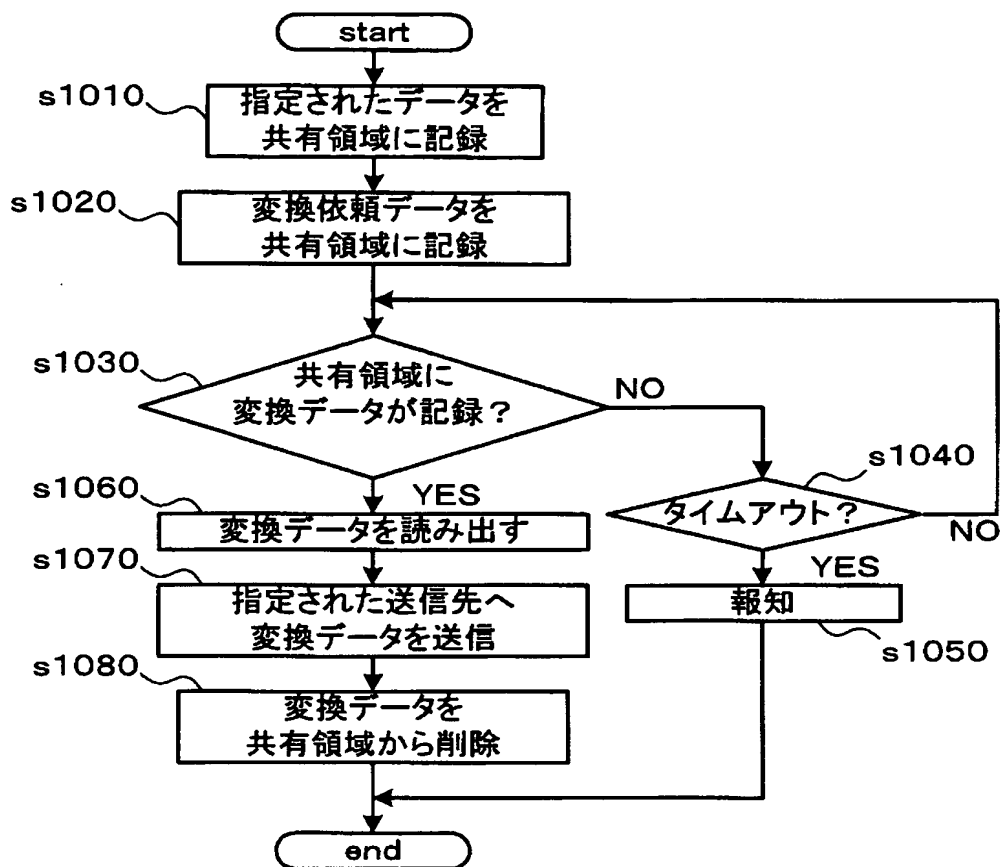 start
s1010
指定されたデータを
共有領域に記録
s1020
変換依頼データを
共有領域に記録
s1030
共有領域に
変換データが記録？
NO
s1040
タイムアウト？
NO
YES
s1060
変換データを読み出す
YES
報知
s1050
s1070
指定された送信先へ
変換データを送信
s1080
変換データを
共有領域から削除
end